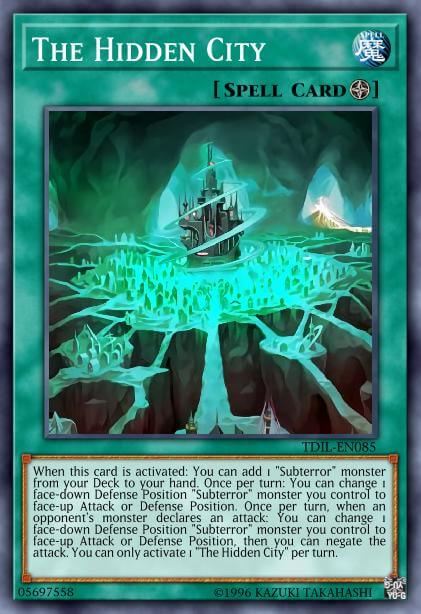 The Hidden City
SPELL
魔
[Spell Card]
TDIL-EN085
When this card is activated: You can add 1 "Subterror" monster
from your Deck to your hand. Once per turn: You can change 1
face-down Defense Position "Subterror" monster you control to
face-up Attack or Defense Position. Once per turn, when an
opponent's monster declares an attack: You can change 1
face-down Defense Position "Subterror" monster you control to
face-up Attack or Defense Position, then you can negate the
attack. You can only activate 1 "The Hidden City" per turn.
05697558
©1996 KAZUKI TAKAHASHI